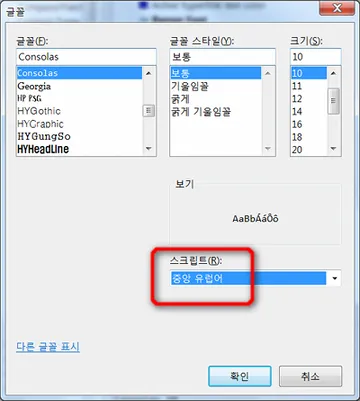 글꼴
글꼴(F):
글꼴 스타일(Y):
크기(S):
Consolas
보통
10
Consolas
Georgia
HP PSG
HYGothic
HYGraphic
HYGungSo
HYHeadLine
보통
기울임꼴
굵게
굵게 기울임꼴
10
11
12
14
16
18
20
보기
AaBbÁáÔô
스크립트(R):
중앙 유럽어
다른 글꼴 표시
확인
취소